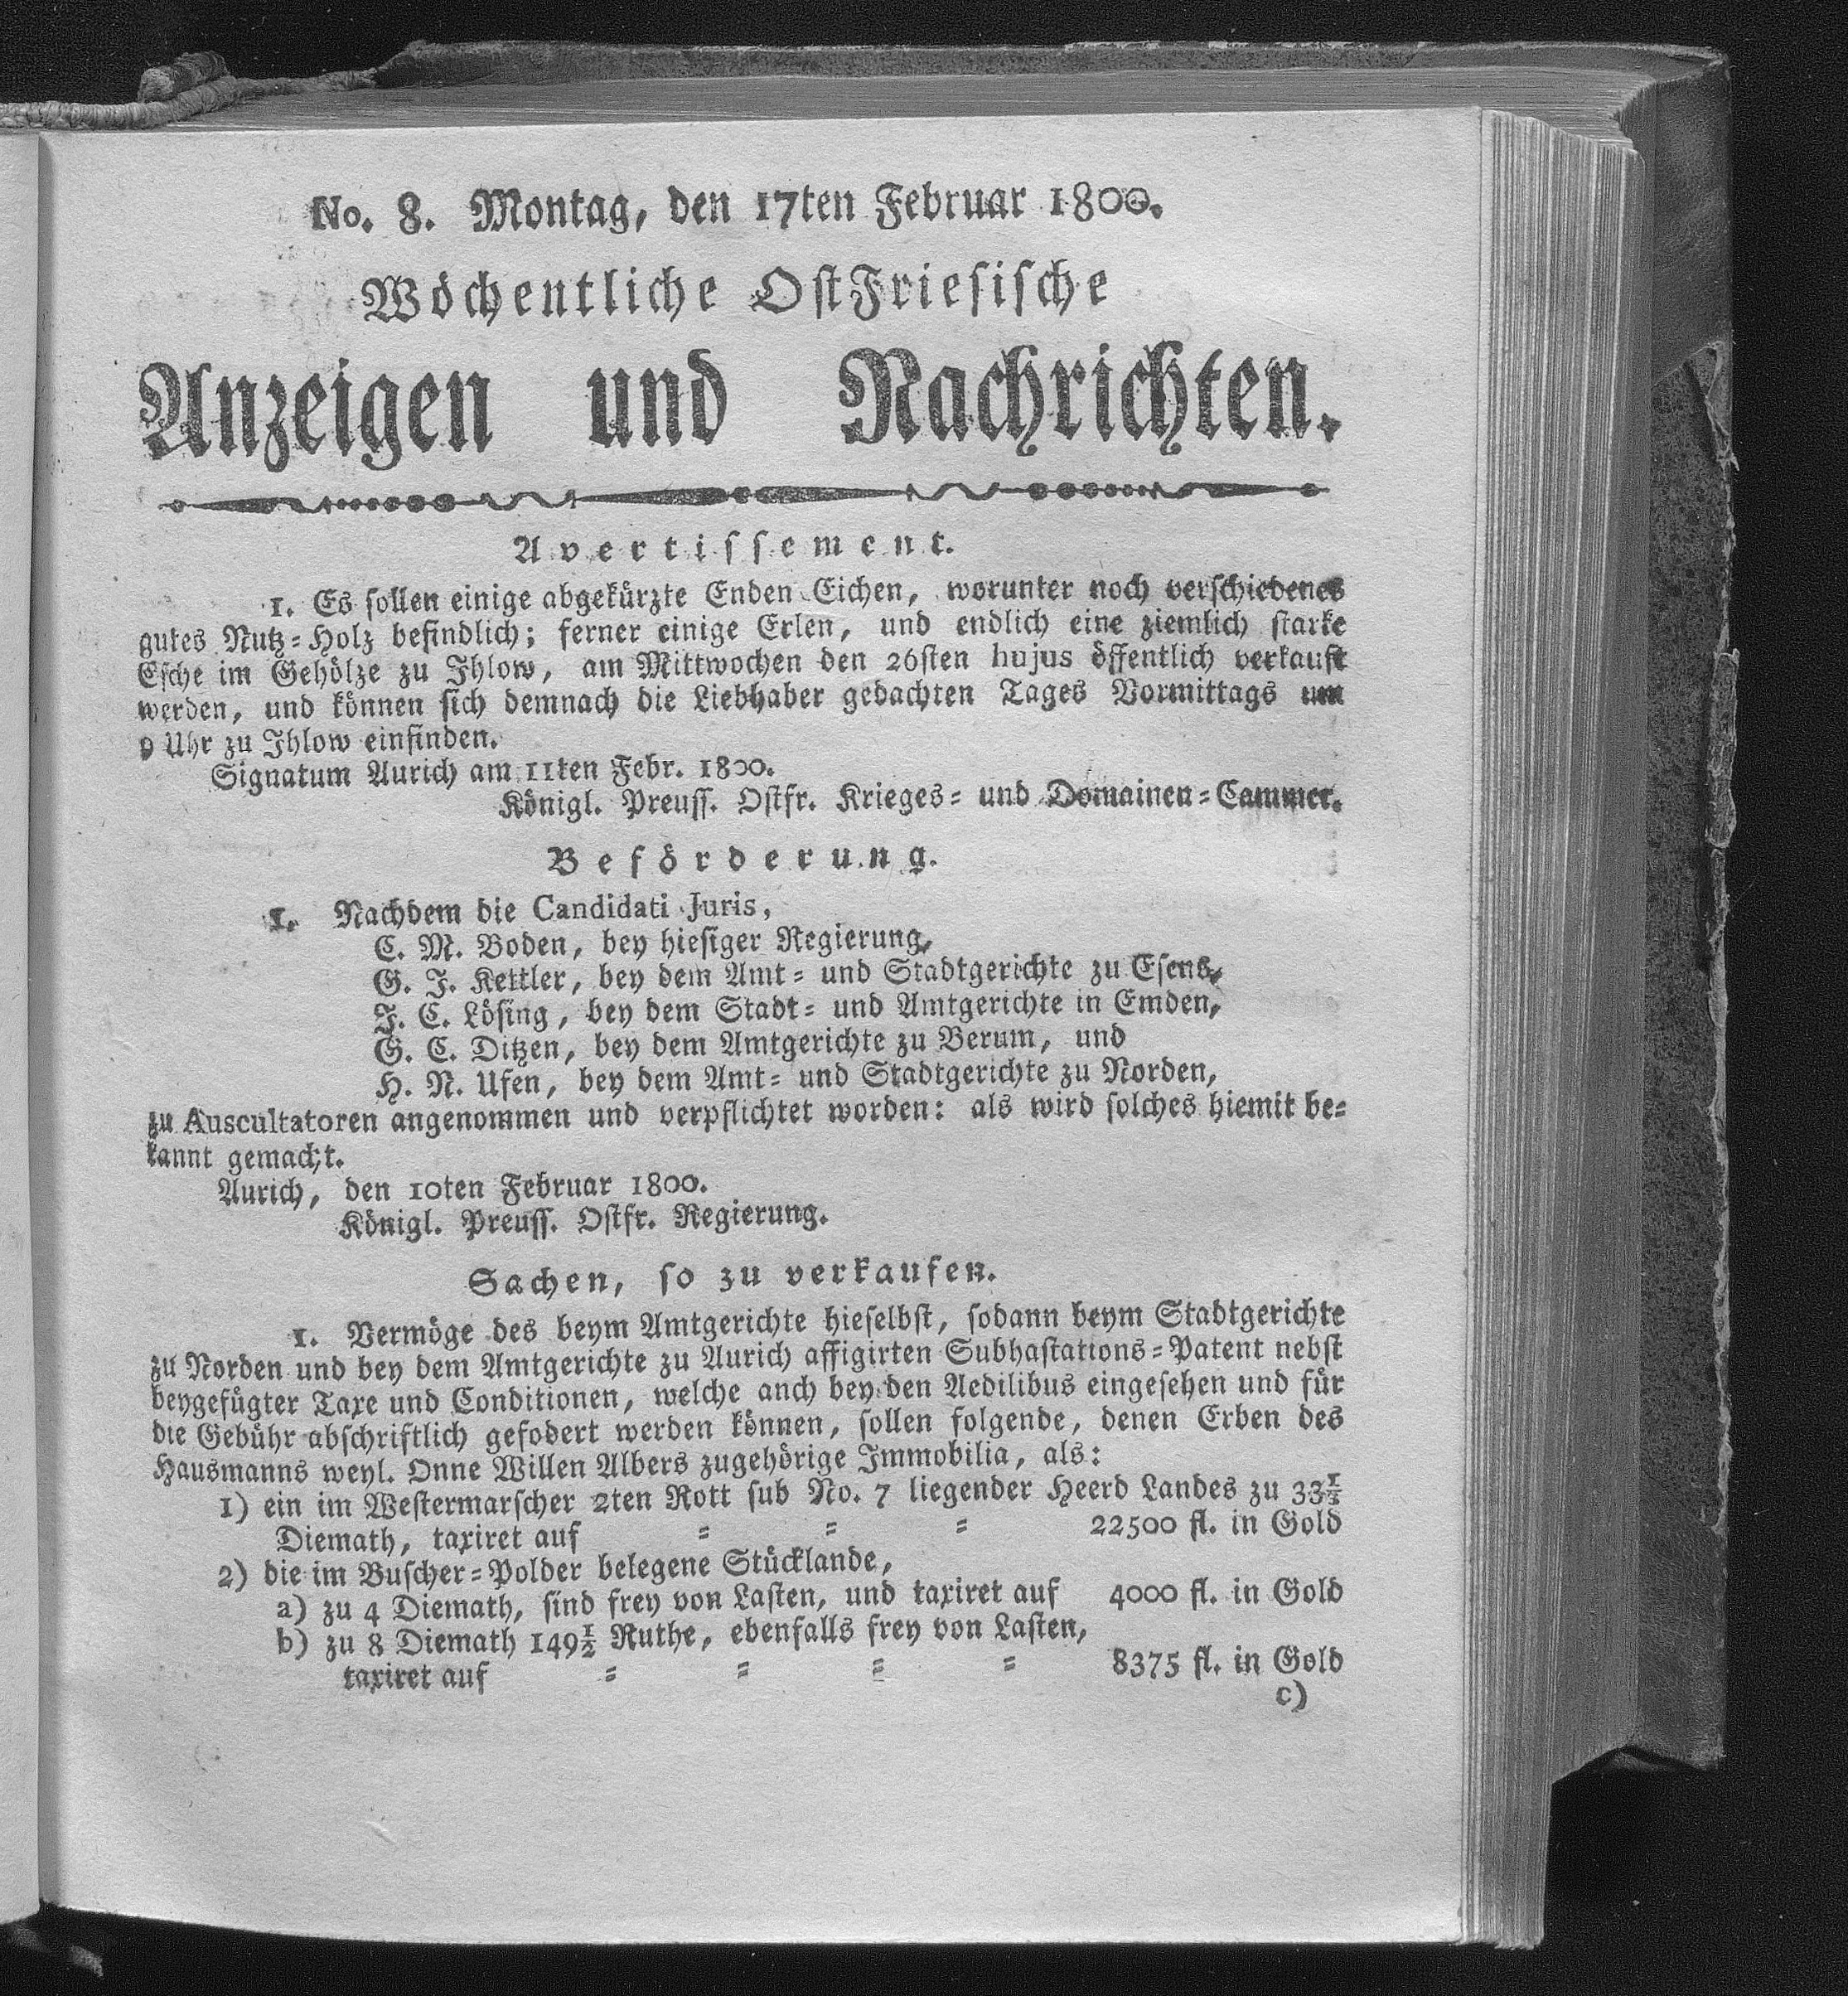 No. 8. Montag, den 17ten Februar 1800.
Wöchentliche OstFriesische
Anzeigen und Nachrichten.
Avertissement.
1. Es sollen einige abgekürzte Enden Eichen, worunter noch verschiedenes
gutes Nutz-Holz befindlich; ferner einige Erlen, und endlich eine ziemlich starke
Esche im Gehölze zu Ihlow, am Mittwochen den 26sten hujus öffentlich verkauft
werden, und können sich demnach die Liebhaber gedachten Tages Vormittags um
9 Uhr zu Ihlow einfinden.
Signatum Aurich am 11ten Febr. 1800.
Königl. Preuss. Ostfr. Krieges- und Domainen-Cammer.
Beförderung.
1. Nachdem die Candidati Juris,
C. M. Boden, bey hiesiger Regierung,
G. J. Kettler, bey dem Amt- und Stadtgerichte zu Esens,
J. C. Lösing, bey dem Stadt- und Amtgerichte in Emden,
G. C. Ditzen, bey dem Amtgerichte zu Berum, und
H. N. Ufen, bey dem Amt- und Stadtgerichte zu Norden,
zu Auscultatoren angenommen und verpflichtet worden: als wird solches hiemit be-
kannt gemacht.
Aurich, den 10ten Februar 1800.
Königl. Preuss. Ostfr. Regierung.
Sachen, so zu verkaufen.
1. Vermöge des beym Amtgerichte hieselbst, sodann beym Stadtgerichte
zu Norden und bey dem Amtgerichte zu Aurich affigirten Subhastations-Patent nebst
beygefügter Taxe und Conditionen, welche anch bey den Aedilibus eingesehen und für
die Gebühr abschriftlich gefodert werden können, sollen folgende, denen Erben des
Hausmanns weyl. Onne Willen Albers zugehörige Immobilia, als:
1) ein im Westermarscher 2ten Rott sub No. 7 liegender Heerd Landes zu 33½
Diemath, taxiret auf = = = 22500 fl. in Gold
2) die im Buscher-Polder belegene Stücklande,
a) zu 4 Diemath, sind frey von Lasten, und taxiret auf 4000 fl. in Gold
b) zu 8 Diemath 149½ Ruthe, ebenfalls frey von Lasten,
taxiret auf = = = = 8375 fl. in Gold
c)